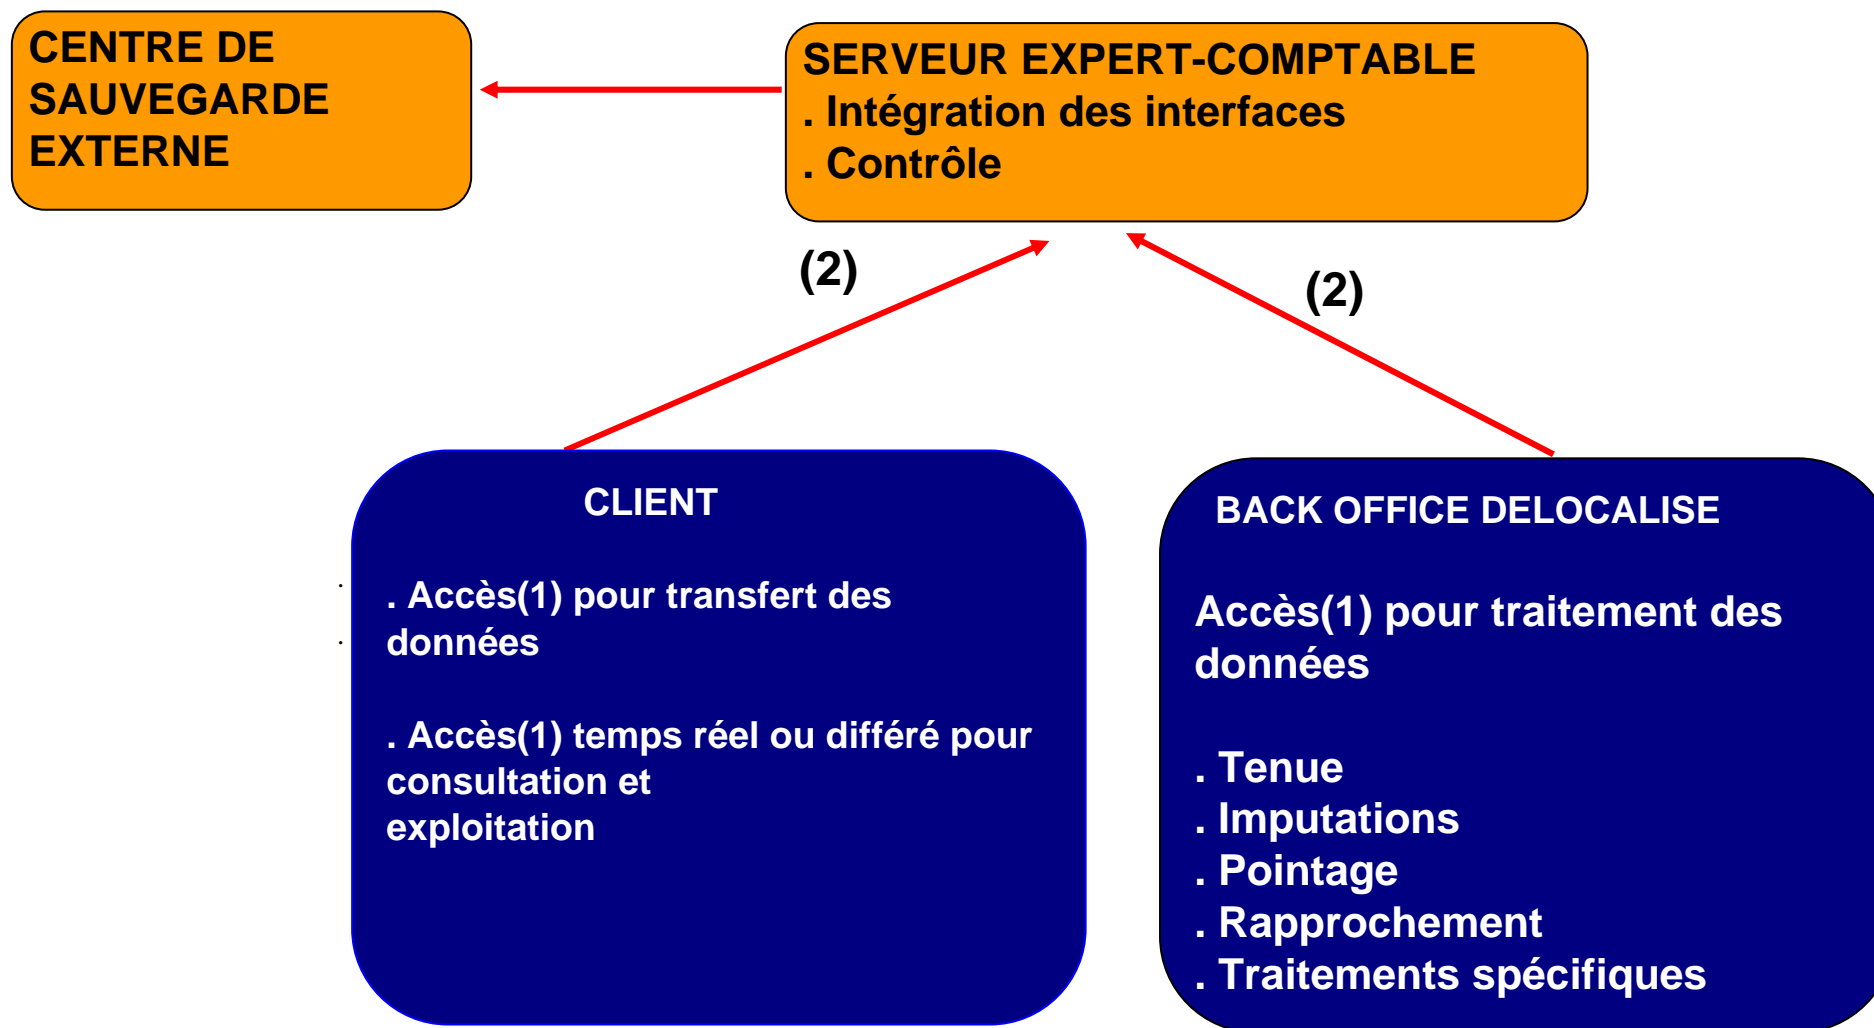 CENTRE DE
SAUVEGARDE
EXTERNE
SERVEUR EXPERT-COMPTABLE
. Intégration des interfaces
. Contrôle
(2)
(2)
CLIENT
. Accès(1) pour transfert des
données
. Accès(1) temps réel ou différé pour
consultation et
exploitation
BACK OFFICE DELOCALISE
Accès(1) pour traitement des
données
. Tenue
. Imputations
. Pointage
. Rapprochement
. Traitements spécifiques